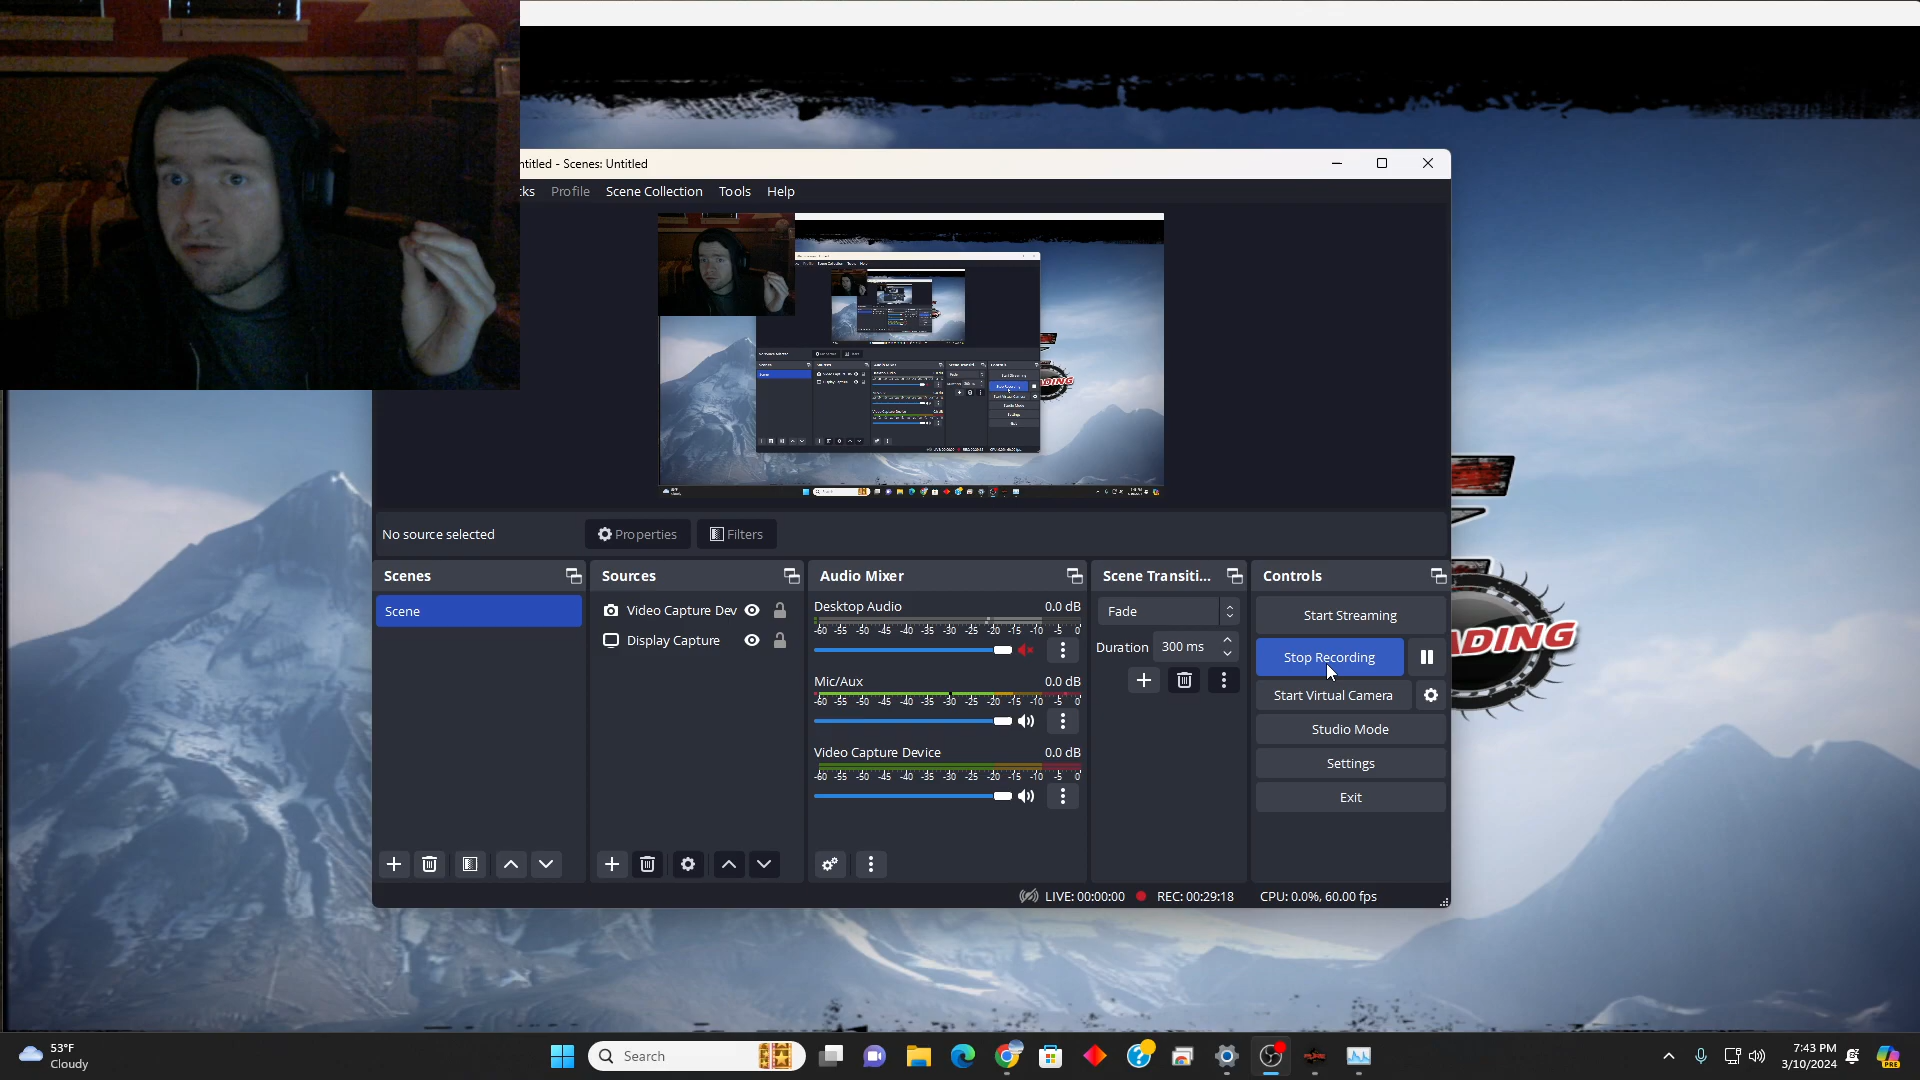 ntitled - Scenes: Untitled
ks Profile Scene Collection Tools Help
No source selected
Properties
Filters
Scenes
Scene
Sources
Video Capture Dev
Display Capture
Audio Mixer
Desktop Audio 0.0 dB
-60 -55 -50 -45 -40 -35 -30 -25 -20 -15 -10 -5 0
Mic/Aux 0.0 dB
-60 -55 -50 -45 -40 -35 -30 -25 -20 -15 -10 -5 0
Video Capture Device 0.0 dB
-60 -55 -50 -45 -40 -35 -30 -25 -20 -15 -10 -5 0
Scene Transiti...
Fade
Duration 300 ms
Controls
Start Streaming
Stop Recording
Start Virtual Camera
Studio Mode
Settings
Exit
LIVE: 00:00:00 REC: 00:29:18 CPU: 0.0%, 60.00 fps
ADING
53°F
Cloudy
Search
7:43 PM
3/10/2024
PRE